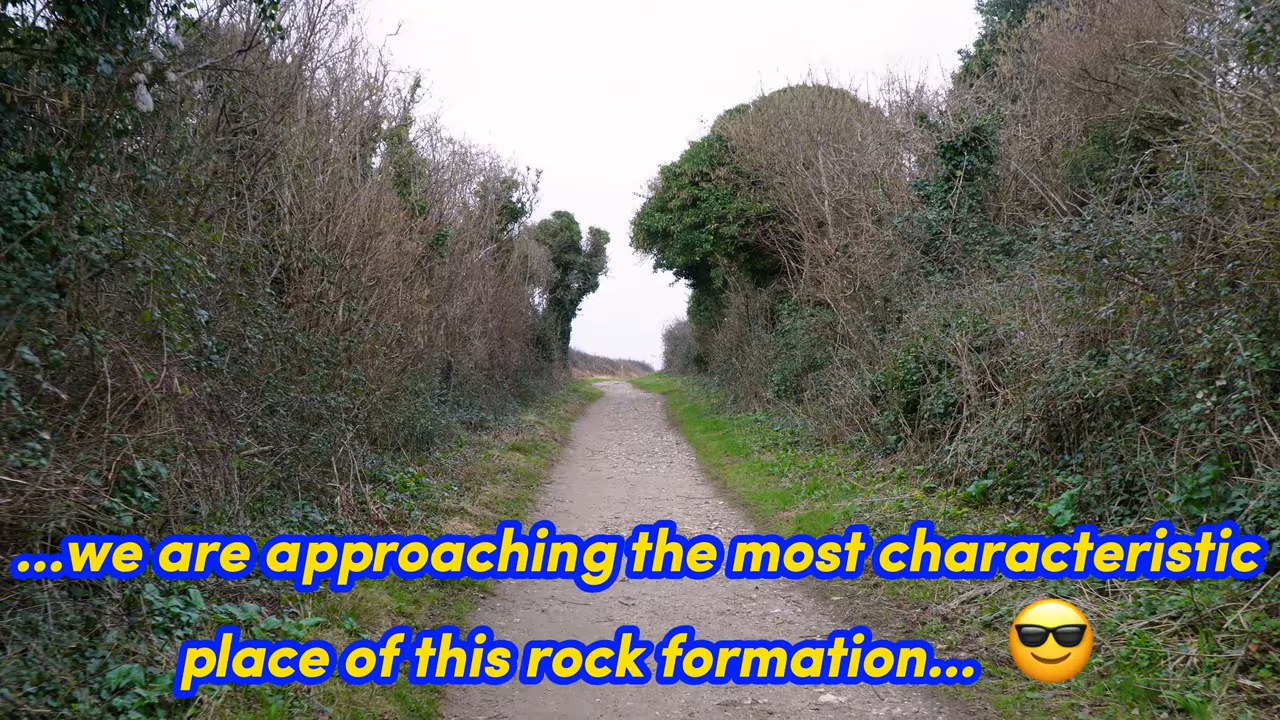 ...we are approaching the most characteristic
place of this rock formation... 😎